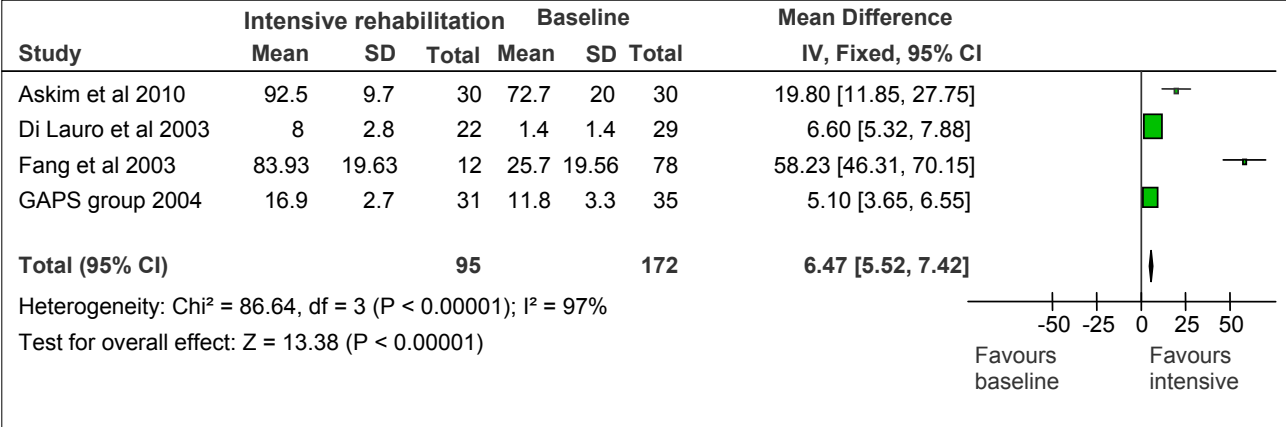 Intensive rehabilitation Baseline Mean Difference
Study Mean SD Total Mean SD Total IV, Fixed, 95% CI
Askim et al 2010 92.5 9.7 30 72.7 20 30 19.80 [11.85, 27.75]
Di Lauro et al 2003 8 2.8 22 1.4 1.4 29 6.60 [5.32, 7.88]
Fang et al 2003 83.93 19.63 12 25.7 19.56 78 58.23 [46.31, 70.15]
GAPS group 2004 16.9 2.7 31 11.8 3.3 35 5.10 [3.65, 6.55]
Total (95% CI) 95 172 6.47 [5.52, 7.42]
Heterogeneity: Chi² = 86.64, df = 3 (P < 0.00001); I² = 97%
Test for overall effect: Z = 13.38 (P < 0.00001)
-50 -25 0 25 50
Favours Favours
baseline intensive